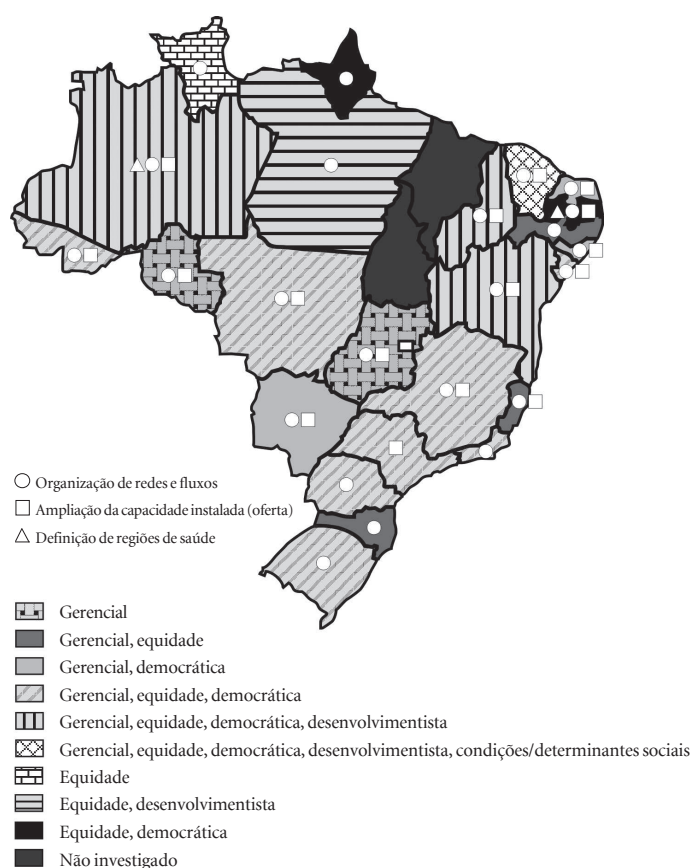 Organização de redes e fluxos
Ampliação da capacidade instalada (oferta)
Definição de regiões de saúde
Gerencial
Gerencial, equidade
Gerencial, democrática
Gerencial, equidade, democrática
Gerencial, equidade, democrática, desenvolvimentista
Gerencial, equidade, democrática, desenvolvimentista, condições/determinantes sociais
Equidade
Equidade, desenvolvimentista
Equidade, democrática
Não investigado